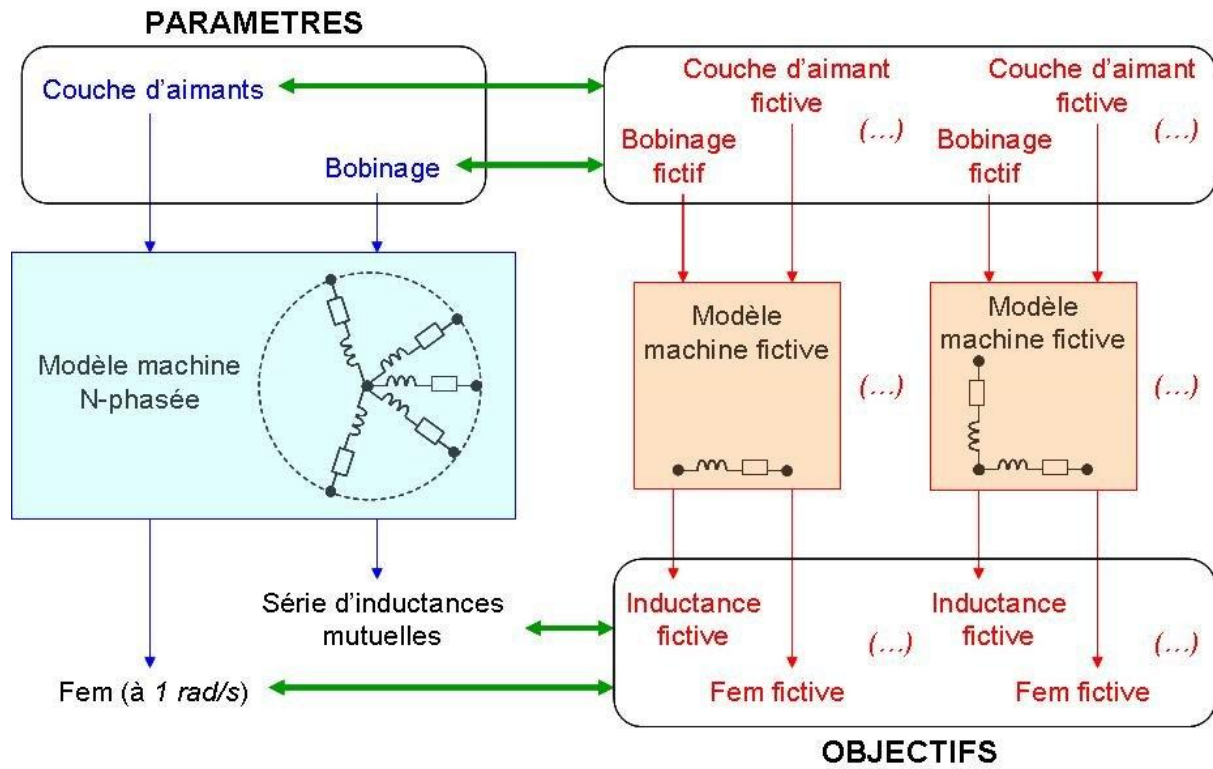 PARAMETRES
Couche d'aimants
Bobinage
Couche d'aimant
fictive
(...)
Bobinage
fictif
Couche d'aimant
fictive
(...)
Bobinage
fictif
Modèle machine
N-phasée
Modèle
machine fictive
(...)
Modèle
machine fictive
(...)
Série d'inductances
mutuelles
Fem (à 1 rad/s)
Inductance
fictive
(...)
Fem fictive
Inductance
fictive
(...)
Fem fictive
OBJECTIFS